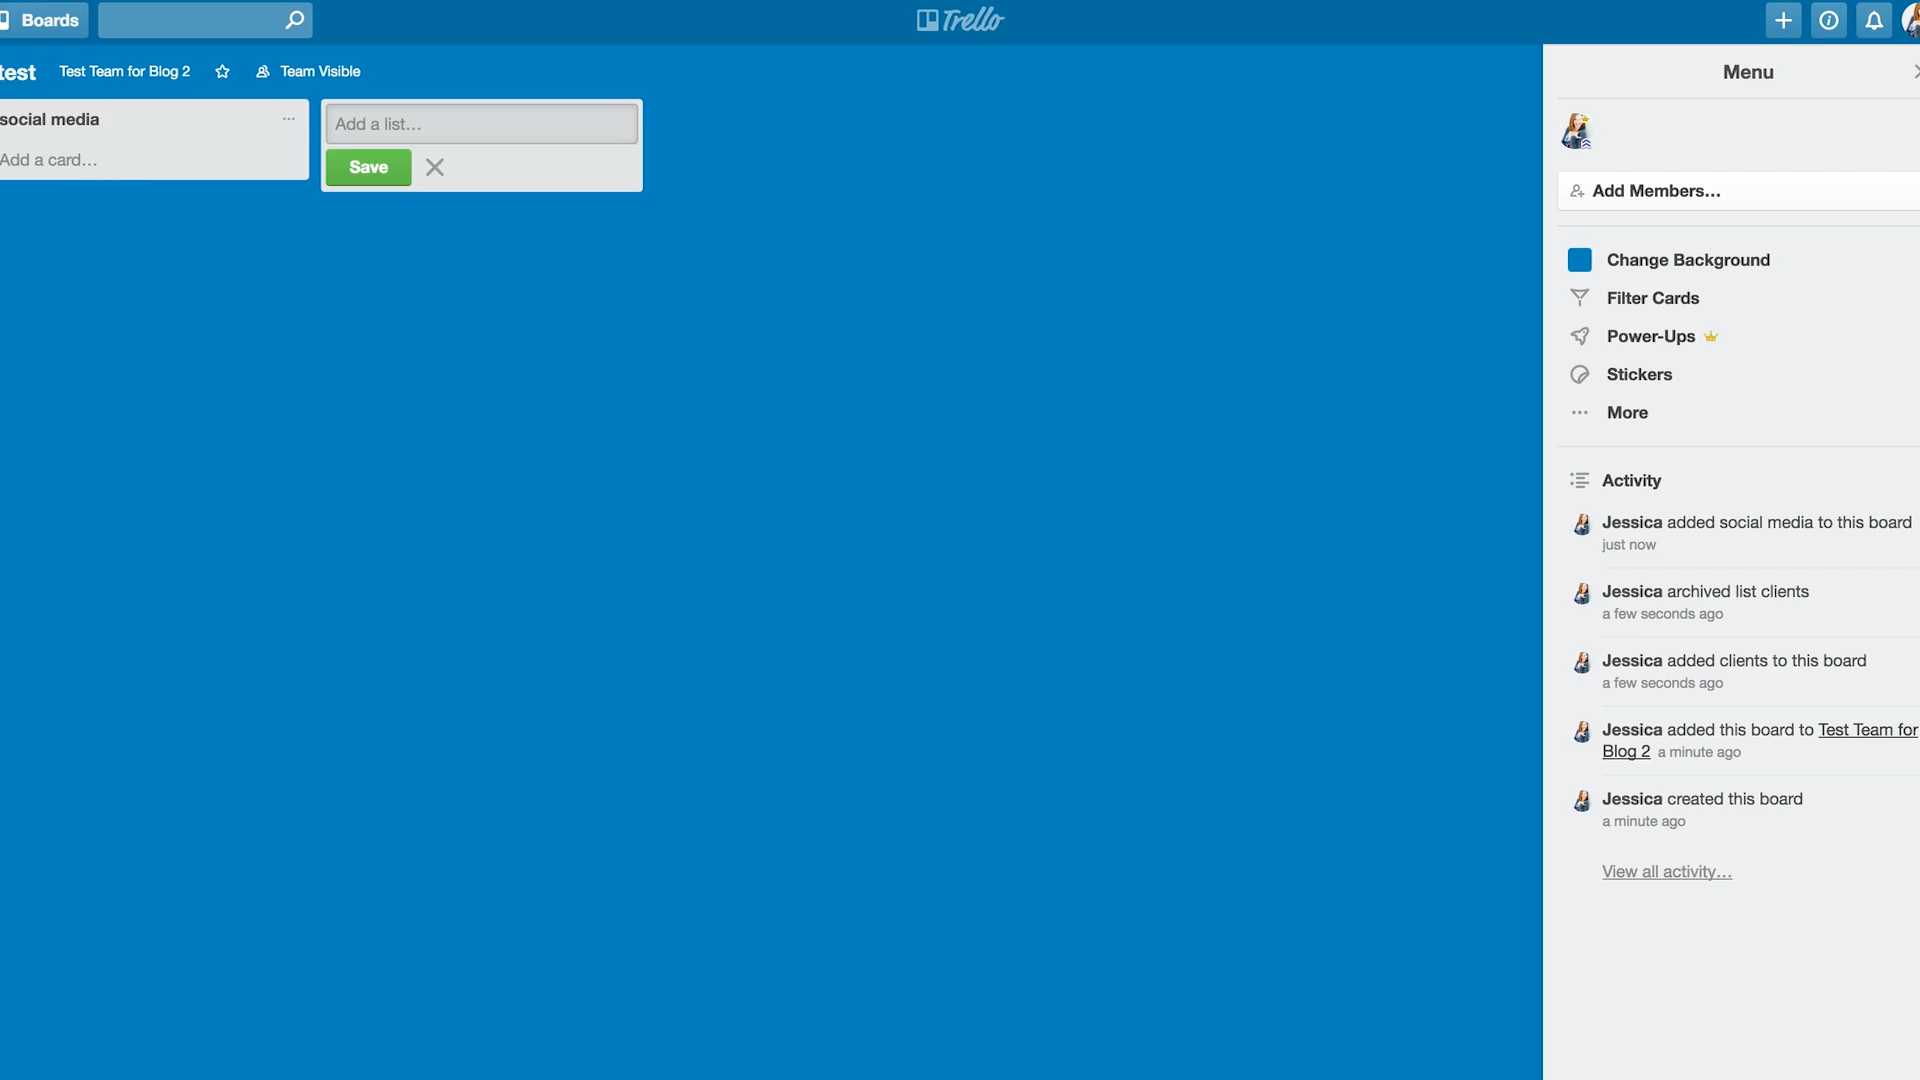 Boards
Trello
test Test Team for Blog 2 Team Visible
Menu
social media ...
Add a card…
Add a list…
Save
Add Members…
Change Background
Filter Cards
Power-Ups
Stickers
More
Activity
Jessica added social media to this board
just now
Jessica archived list clients
a few seconds ago
Jessica added clients to this board
a few seconds ago
Jessica added this board to Test Team for
Blog 2 a minute ago
Jessica created this board
a minute ago
View all activity…